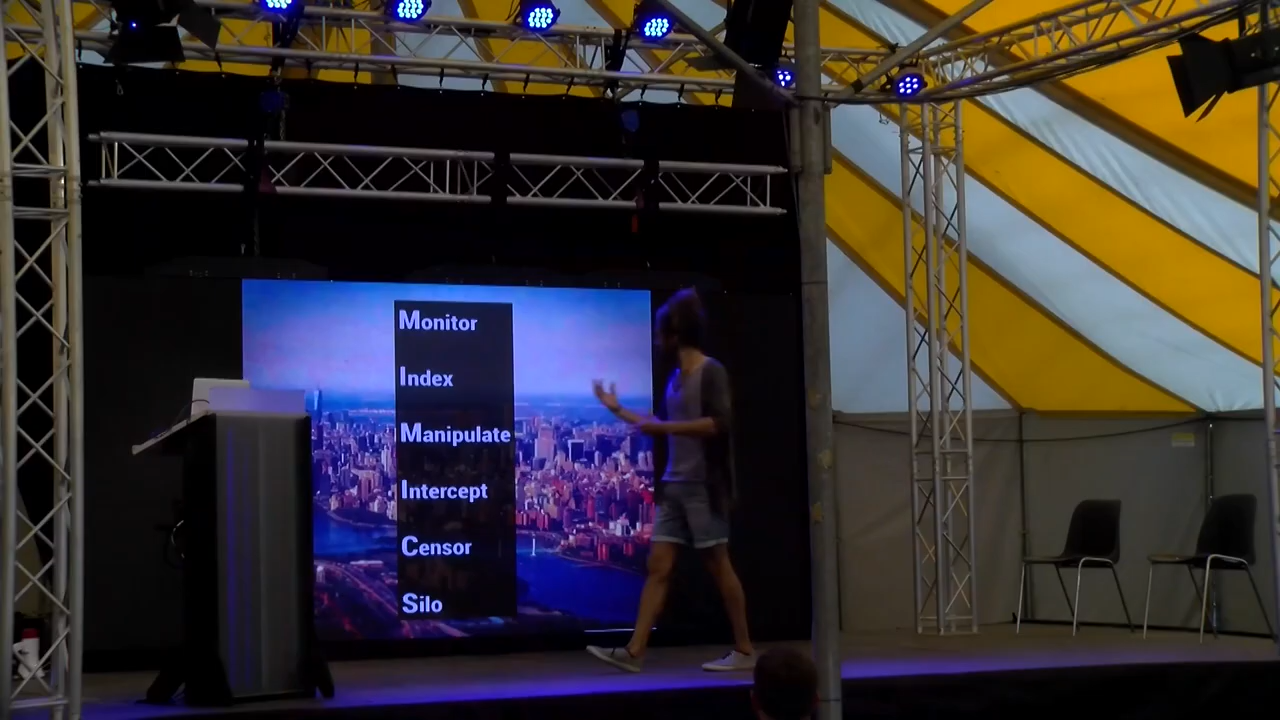 Monitor
Index
Manipulate
Intercept
Censor
Silo